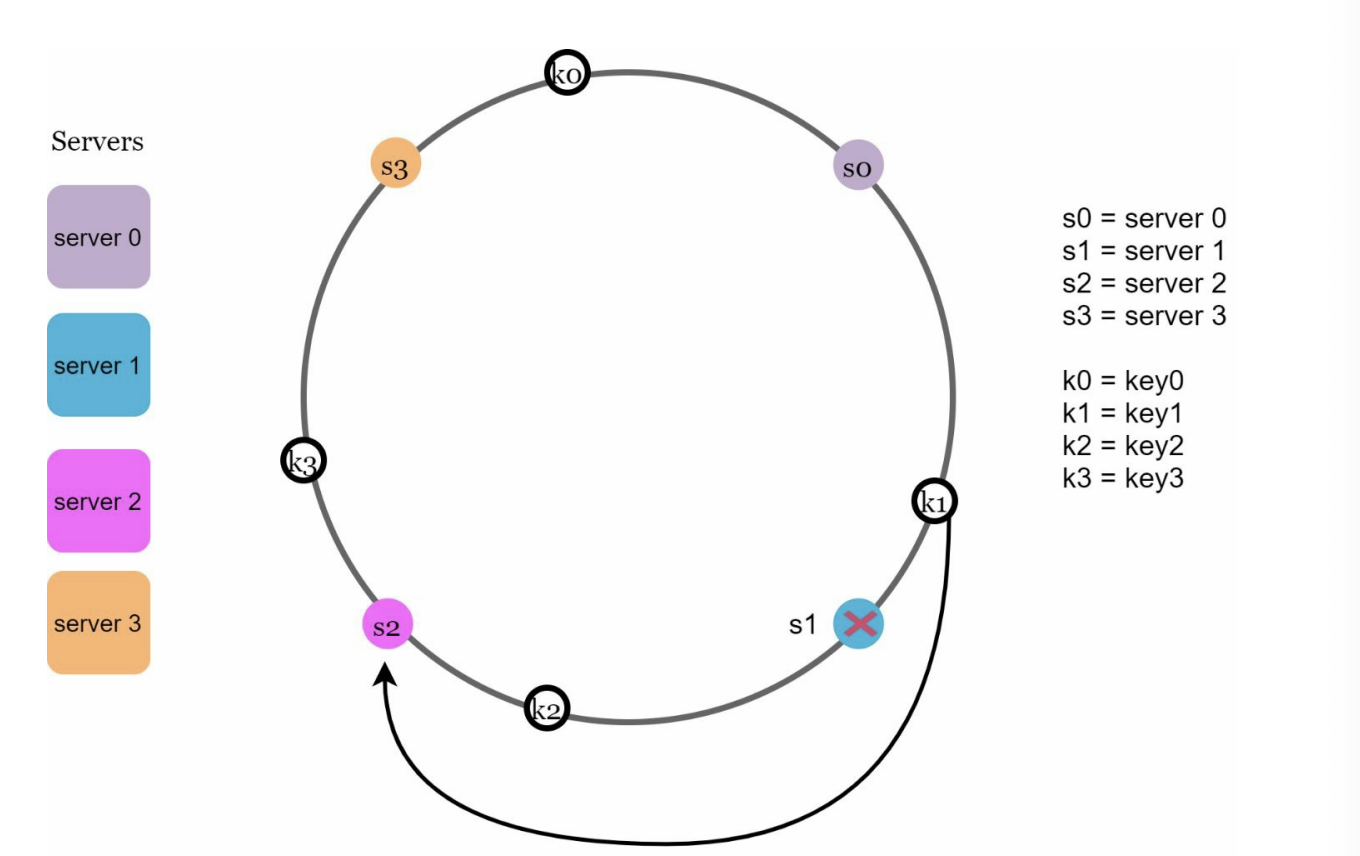 Servers
server 0
server 1
server 2
server 3
k0
s3
s0
k3
k1
s2
s1
k2
s0 = server 0
s1 = server 1
s2 = server 2
s3 = server 3
k0 = key0
k1 = key1
k2 = key2
k3 = key3